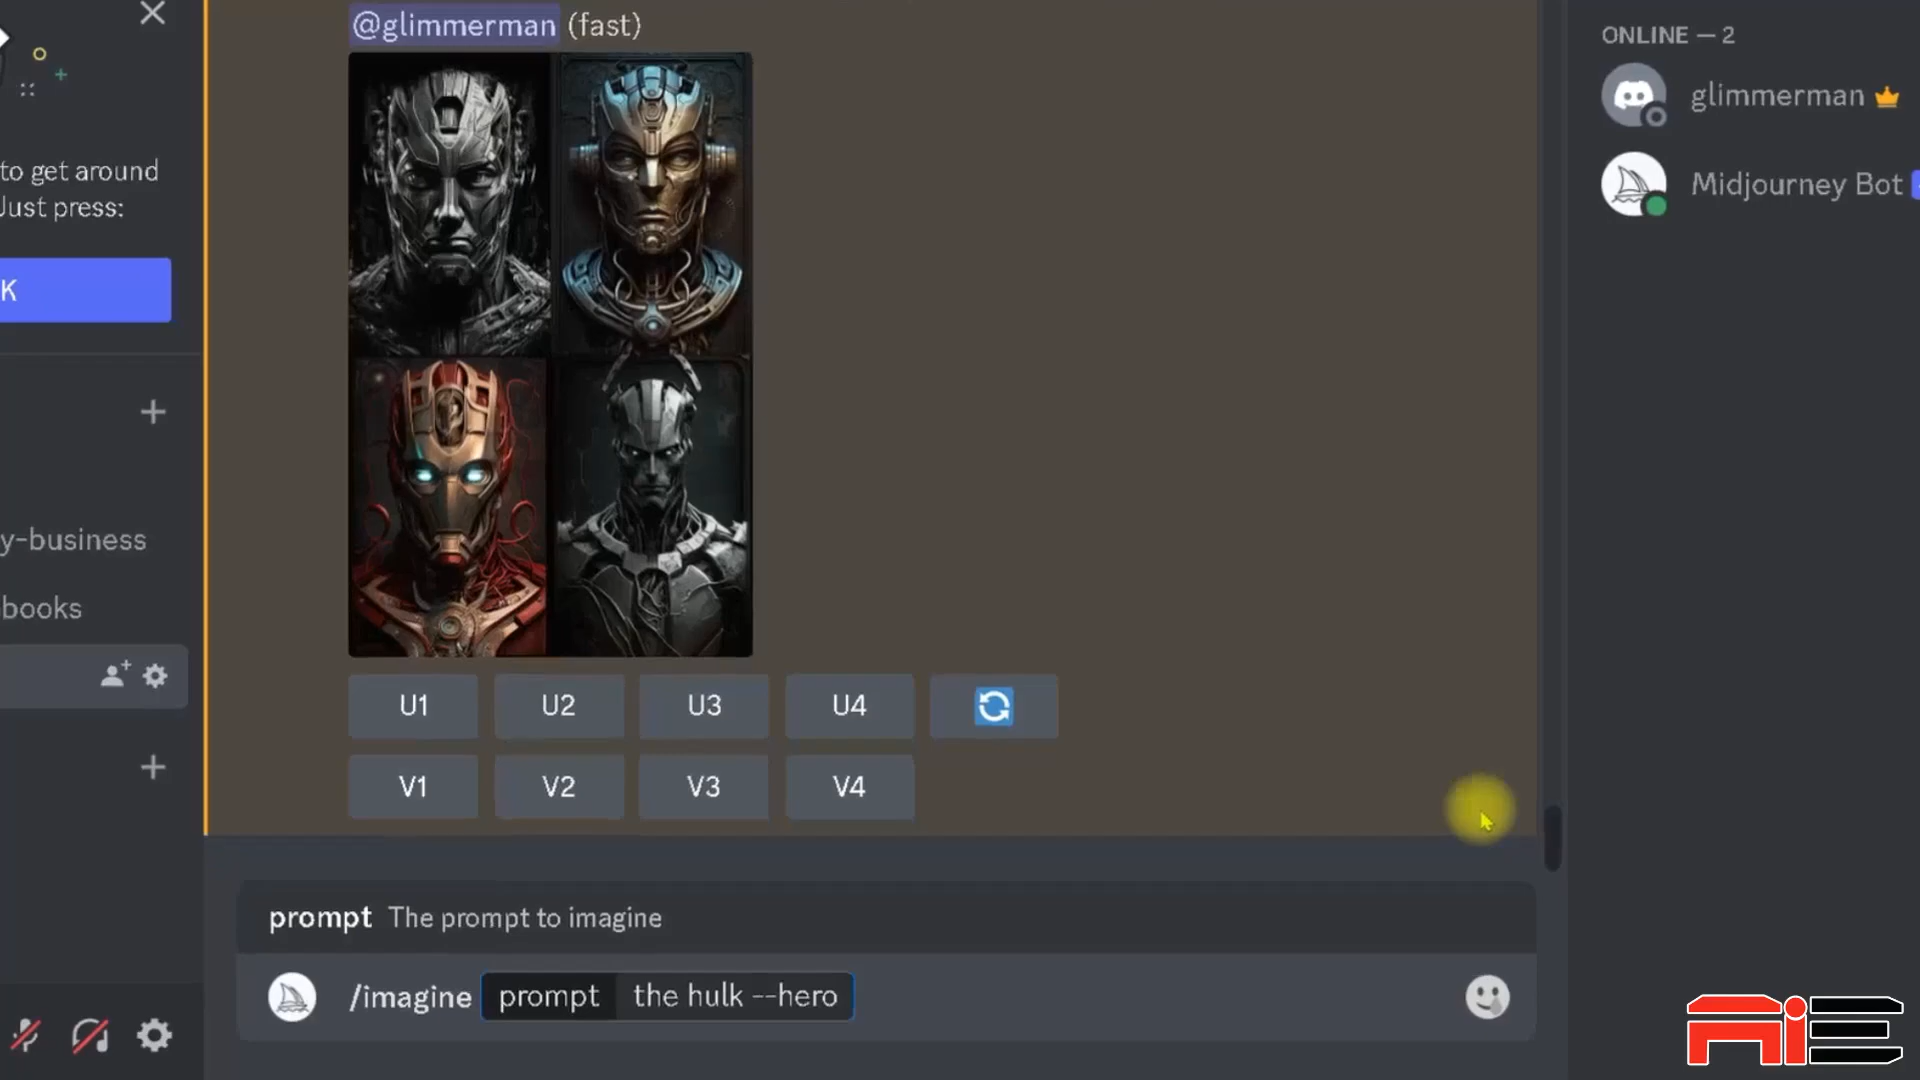 @glimmerman (fast)
ONLINE — 2
glimmerman
Midjourney Bot
to get around
Just press:
K
y-business
books
U1 U2 U3 U4
V1 V2 V3 V4
prompt The prompt to imagine
/imagine prompt the hulk --hero
AiE